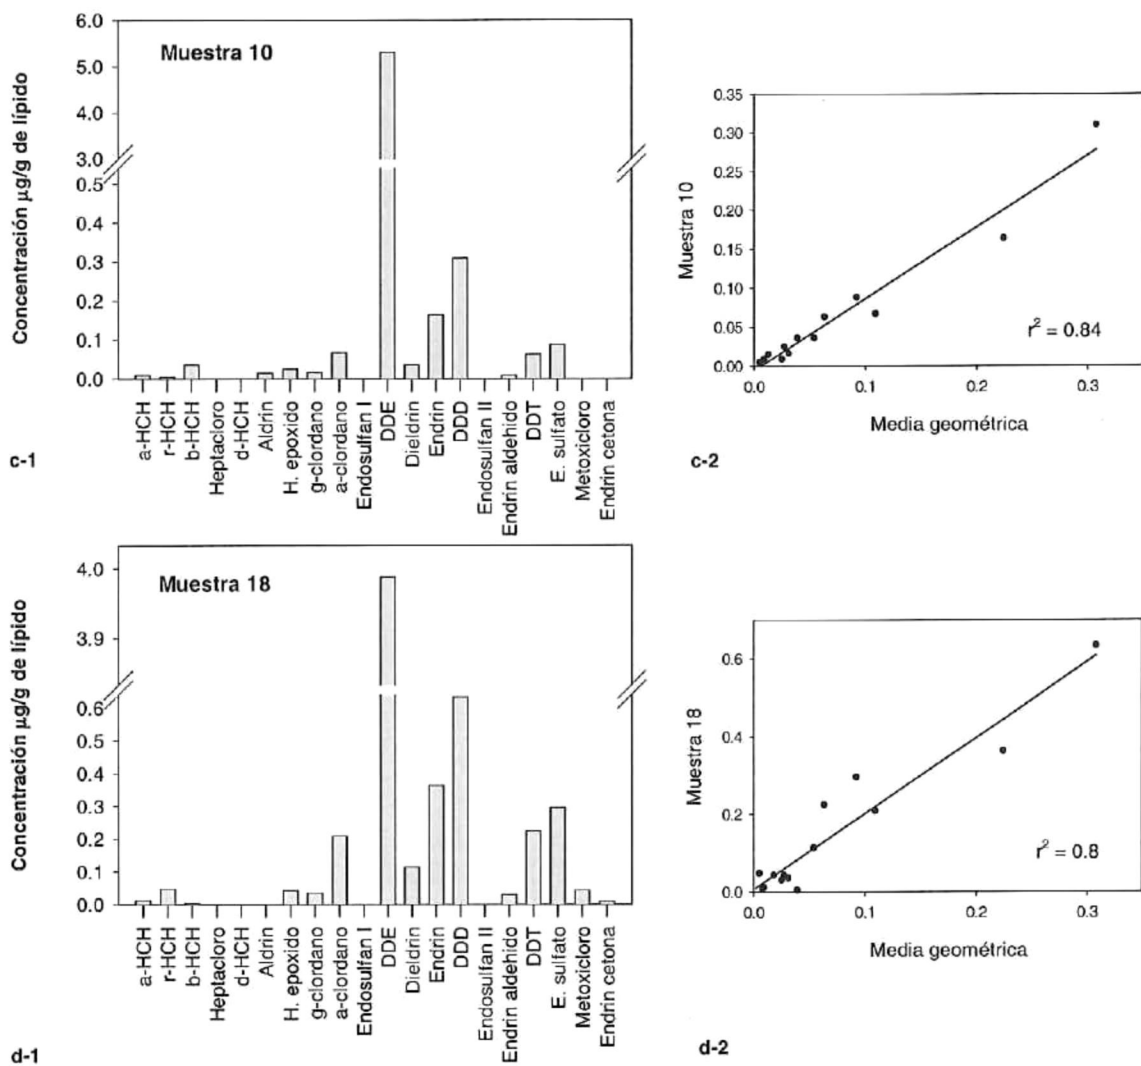 Muestra 10
Concentración µg/g de lípido
6.0
5.0
4.0
3.0
0.5
0.4
0.3
0.2
0.1
0.0
a-HCH
r-HCH
b-HCH
Heptacloro
d-HCH
Aldrin
H. epoxido
g-clordano
a-clordano
Endosulfan I
DDE
Dieldrin
Endrin
DDD
Endosulfan II
Endrin aldehido
DDT
E. sulfato
Metoxicloro
Endrin cetona
c-1
Muestra 10
0.35
0.30
0.25
0.20
0.15
0.10
0.05
0.00
r² = 0.84
0.0 0.1 0.2 0.3
Media geométrica
c-2
Muestra 18
Concentración µg/g de lípido
4.0
3.9
0.6
0.5
0.4
0.3
0.2
0.1
0.0
a-HCH
r-HCH
b-HCH
Heptacloro
d-HCH
Aldrin
H. epoxido
g-clordano
a-clordano
Endosulfan I
DDE
Dieldrin
Endrin
DDD
Endosulfan II
Endrin aldehido
DDT
E. sulfato
Metoxicloro
Endrin cetona
d-1
Muestra 18
0.6
0.4
0.2
0.0
r² = 0.8
0.0 0.1 0.2 0.3
Media geométrica
d-2